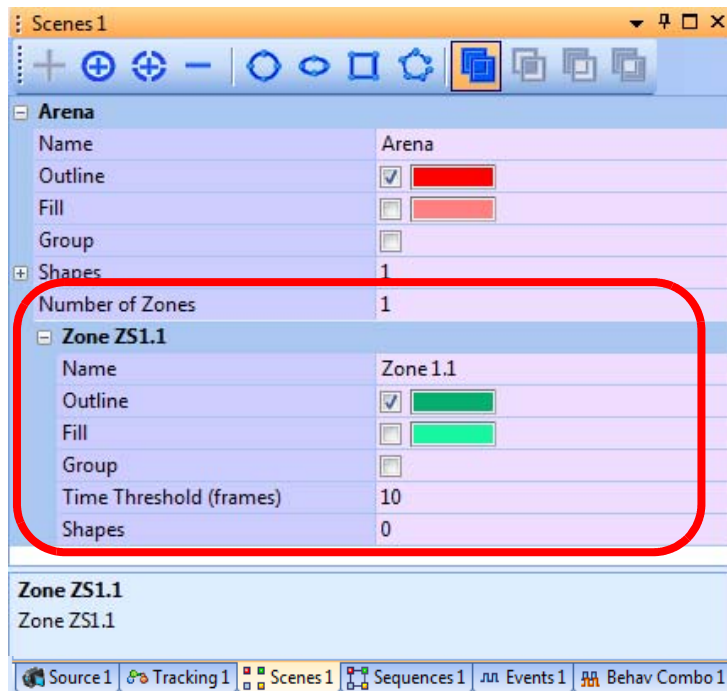 Scenes 1
Arena
Name Arena
Outline
Fill
Group
Shapes 1
Number of Zones 1
Zone ZS1.1
Name Zone 1.1
Outline
Fill
Group
Time Threshold (frames) 10
Shapes 0
Zone ZS1.1
Zone ZS1.1
Source 1 Tracking 1 Scenes 1 Sequences 1 Events 1 Behav Combo 1